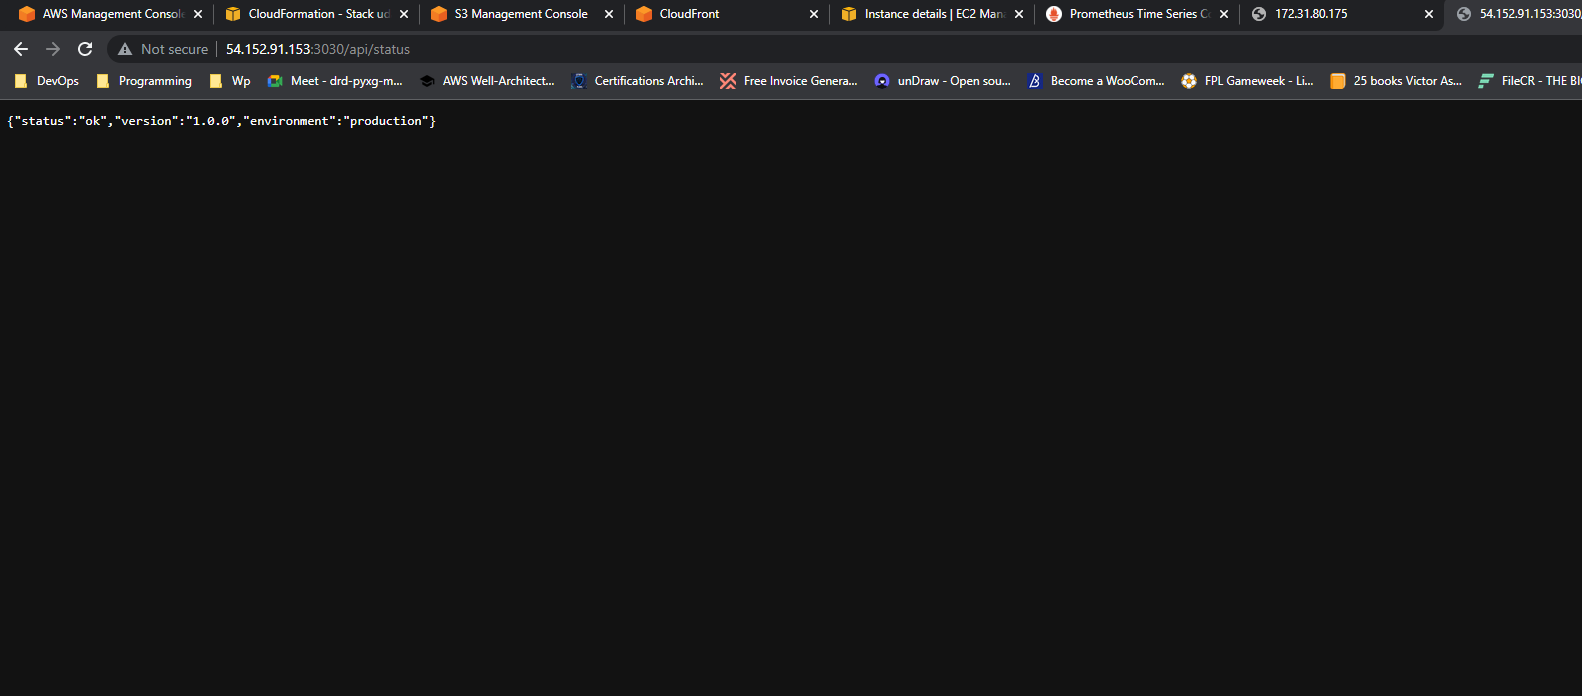 AWS Management Console
CloudFormation - Stack ud
S3 Management Console
CloudFront
Instance details | EC2 Man
Prometheus Time Series C
172.31.80.175
54.152.91.153:3030
Not secure
54.152.91.153:3030/api/status
DevOps
Programming
Wp
Meet - drd-pyxg-m...
AWS Well-Architect...
Certifications Archi...
Free Invoice Genera...
unDraw - Open sou...
Become a WooCom...
FPL Gameweek - Li...
25 books Victor As...
FileCR - THE BI
{"status":"ok","version":"1.0.0","environment":"production"}